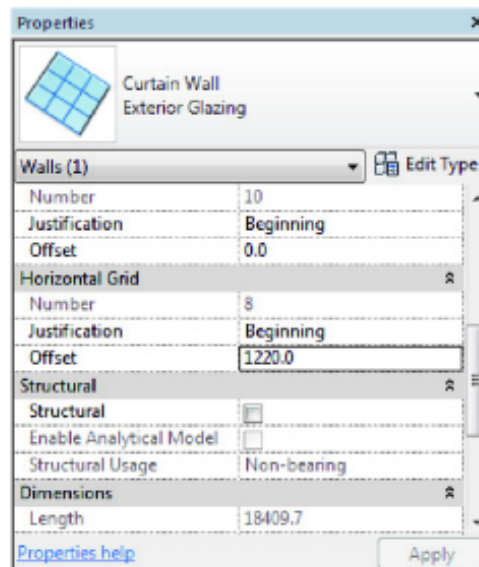 Properties
Curtain Wall
Exterior Glazing
Walls (1) Edit Type
Number 10
Justification Beginning
Offset 0.0
Horizontal Grid
Number 8
Justification Beginning
Offset 1220.0
Structural
Structural
Enable Analytical Model
Structural Usage Non-bearing
Dimensions
Length 18409.7
Properties help Apply